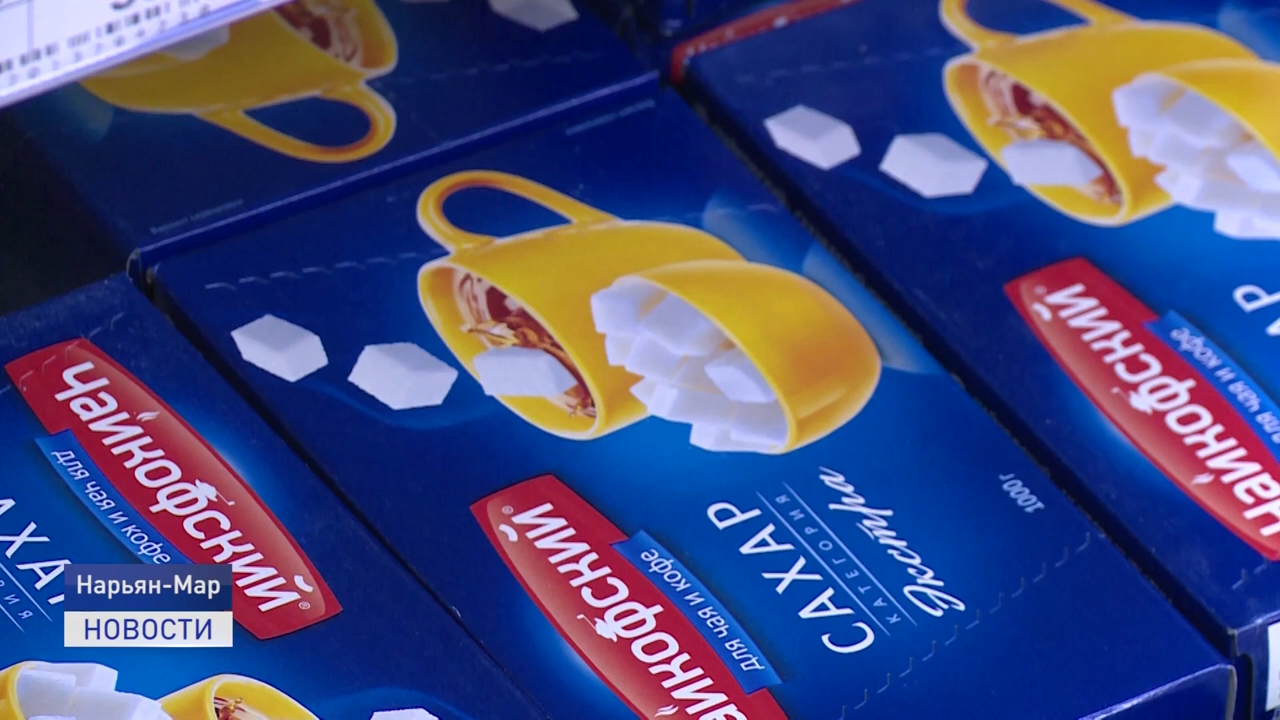 Чайкофский®
для чая и кофе
Чайкофский®
для чая и кофе
САХАР
КАТЕГОРИЯ
Экстра
1000г
Чайкофский®
для чая и кофе
Нарьян-Мар
НОВОСТИ